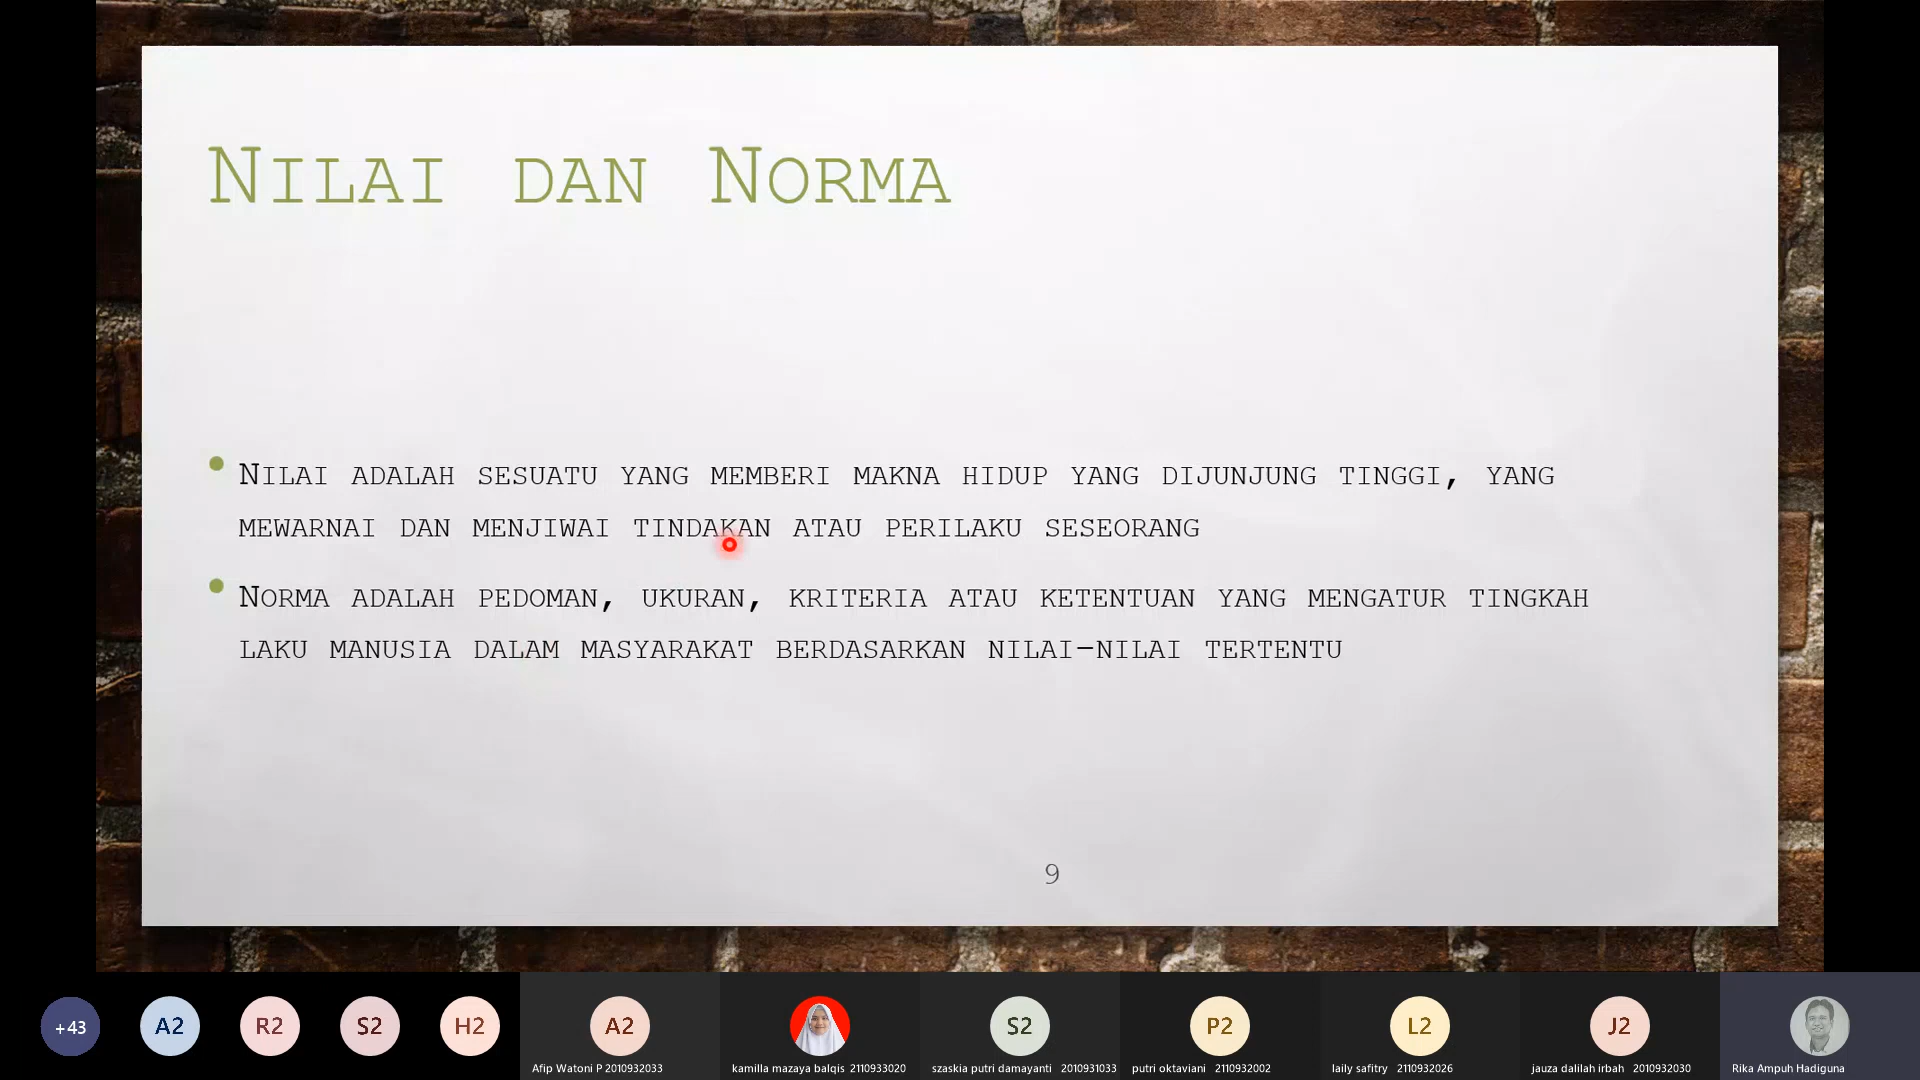 Nilai dan Norma
Nilai adalah sesuatu yang memberi makna hidup yang dijunjung tinggi, yang
mewarnai dan menjiwai tindakan atau perilaku seseorang
Norma adalah pedoman, ukuran, kriteria atau ketentuan yang mengatur tingkah
laku manusia dalam masyarakat berdasarkan nilai-nilai tertentu
9
+43
A2
R2
S2
H2
A2
S2
P2
L2
J2
Afip Watoni P 2010932033
kamilla mazaya balqis 2110933020
szaskia putri damayanti 2010931033
putri oktaviani 2110932002
laily safitry 2110932026
jauza dalilah irbah 2010932030
Rika Ampuh Hadiguna